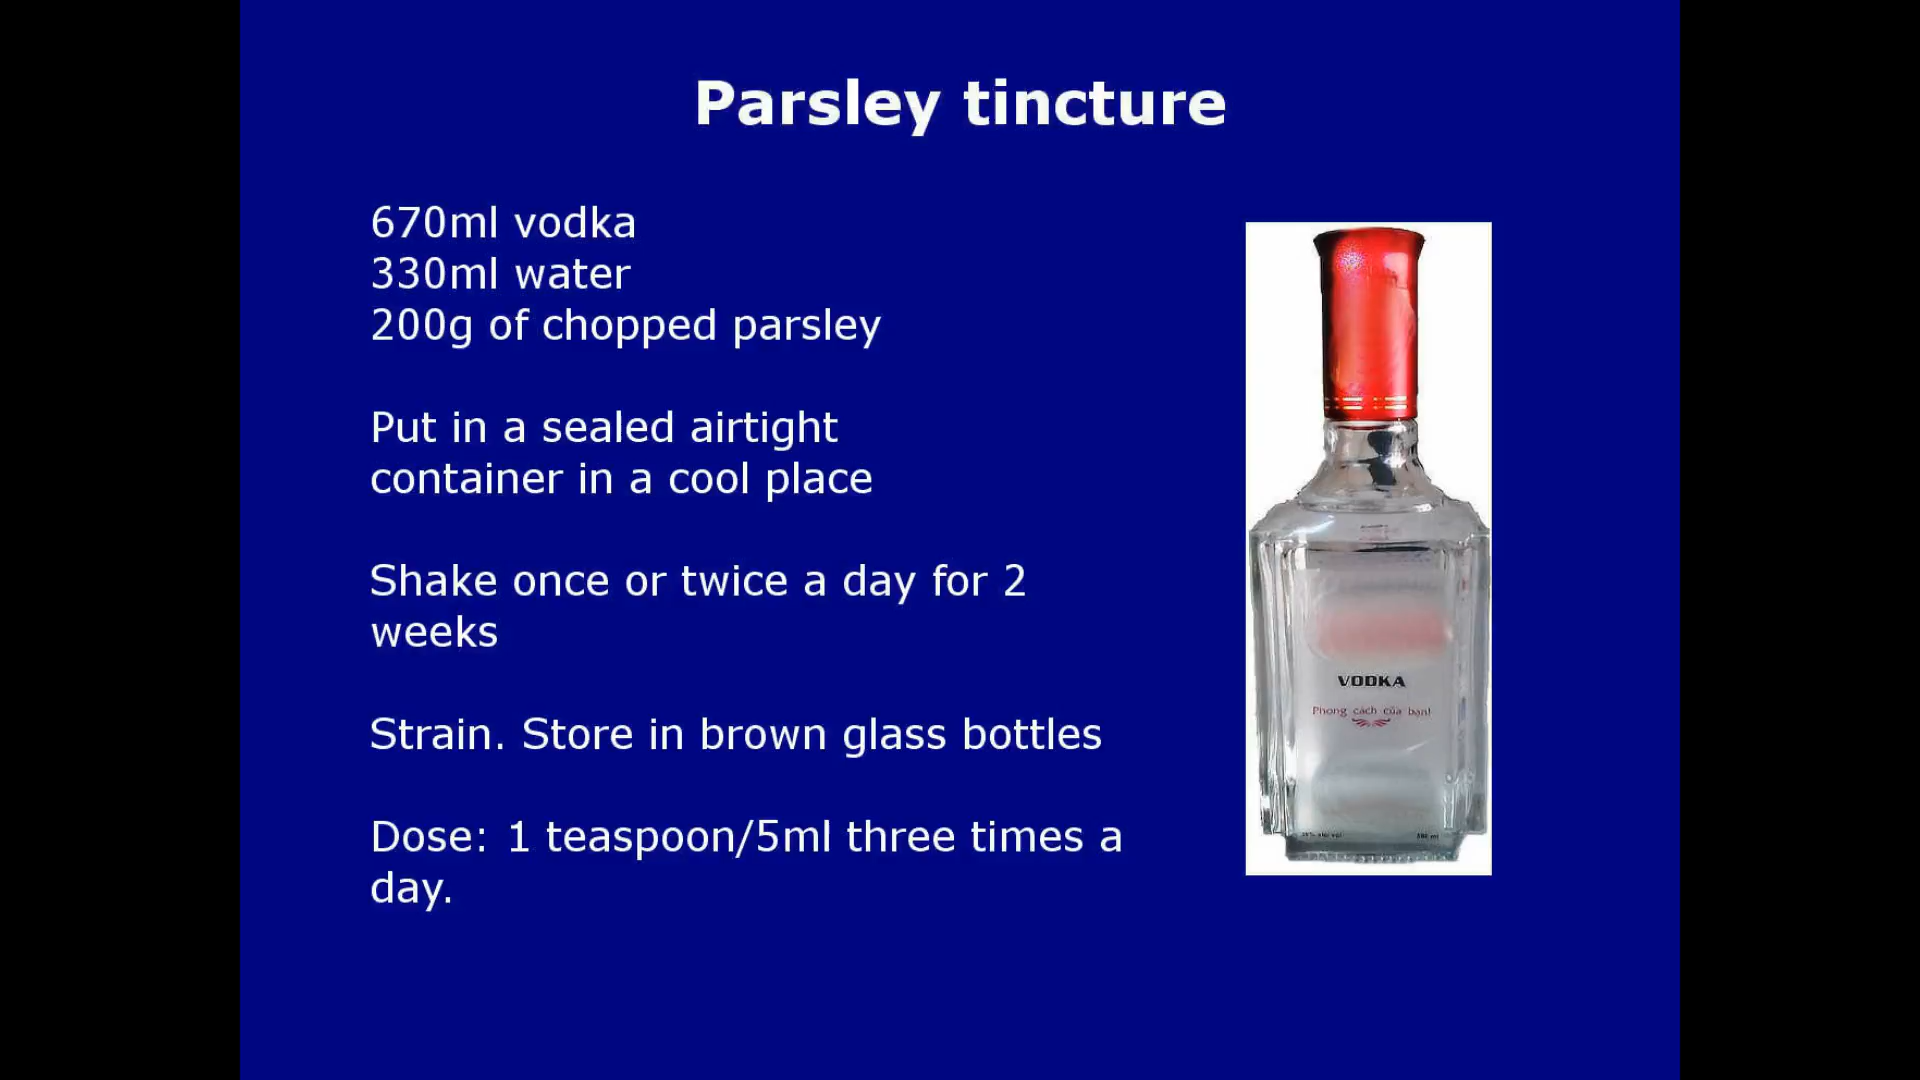 Parsley tincture
670ml vodka
330ml water
200g of chopped parsley
Put in a sealed airtight
container in a cool place
Shake once or twice a day for 2
weeks
Strain. Store in brown glass bottles
Dose: 1 teaspoon/5ml three times a
day.
VODKA
Phong cách của bạn!